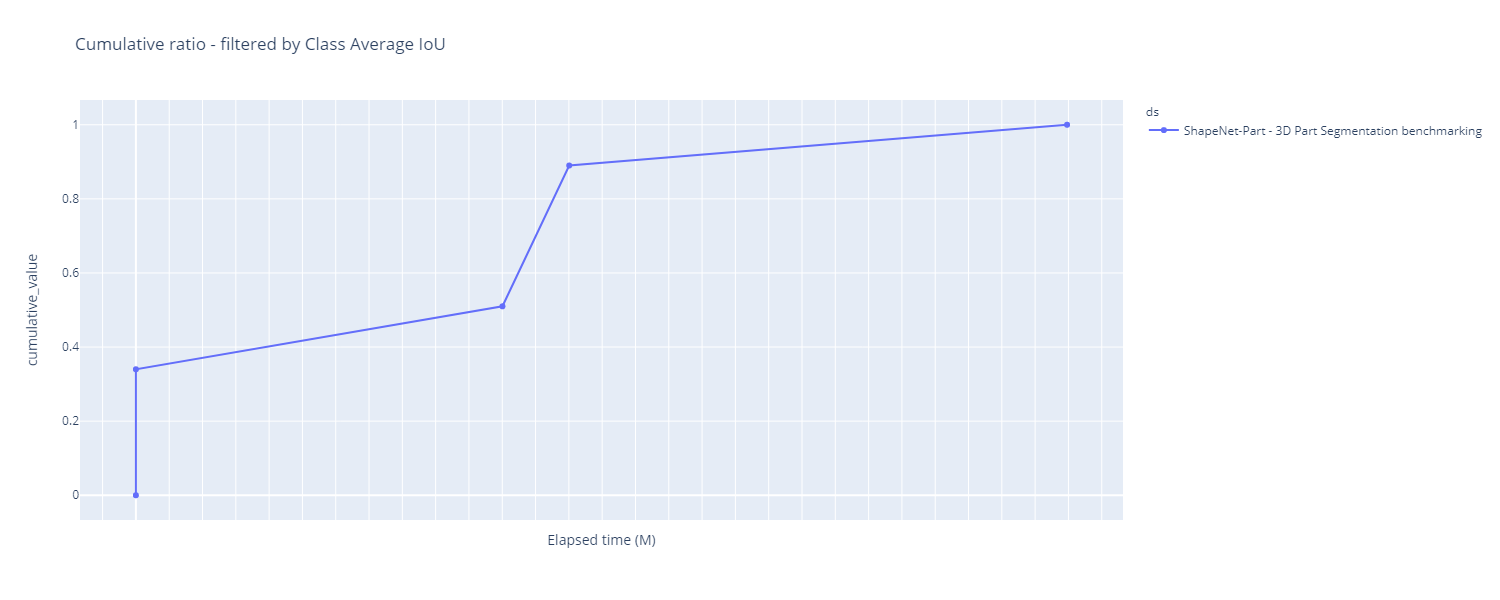 Cumulative ratio - filtered by Class Average IoU
ds
ShapeNet-Part - 3D Part Segmentation benchmarking
1
0.8
0.6
0.4
0.2
0
cumulative_value
Elapsed time (M)